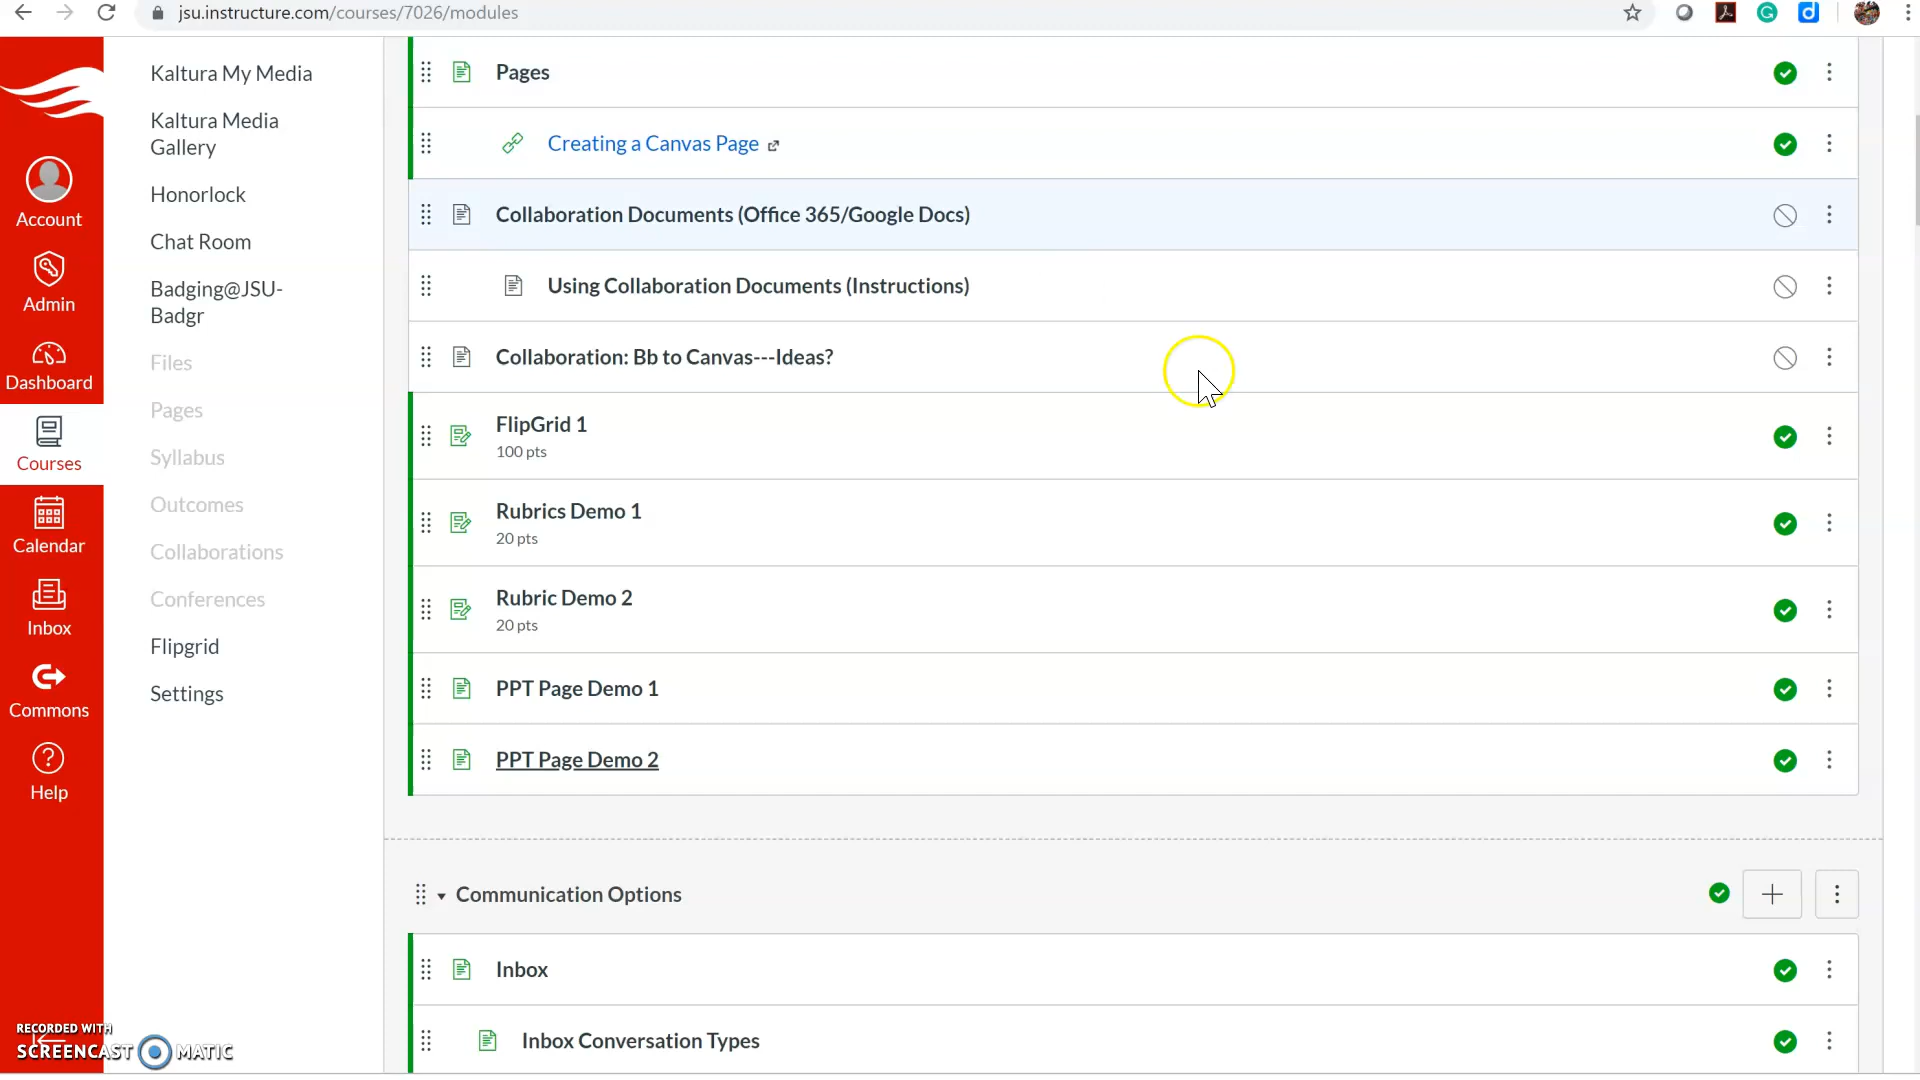 jsu.instructure.com/courses/7026/modules
Account
Admin
Dashboard
Courses
Calendar
Inbox
Commons
Help
Kaltura My Media
Kaltura Media
Gallery
Honorlock
Chat Room
Badging@JSU-
Badgr
Files
Pages
Syllabus
Outcomes
Collaborations
Conferences
Flipgrid
Settings
Pages
Creating a Canvas Page
Collaboration Documents (Office 365/Google Docs)
Using Collaboration Documents (Instructions)
Collaboration: Bb to Canvas---Ideas?
FlipGrid 1
100 pts
Rubrics Demo 1
20 pts
Rubric Demo 2
20 pts
PPT Page Demo 1
PPT Page Demo 2
Communication Options
Inbox
Inbox Conversation Types
RECORDED WITH
SCREENCAST MATIC